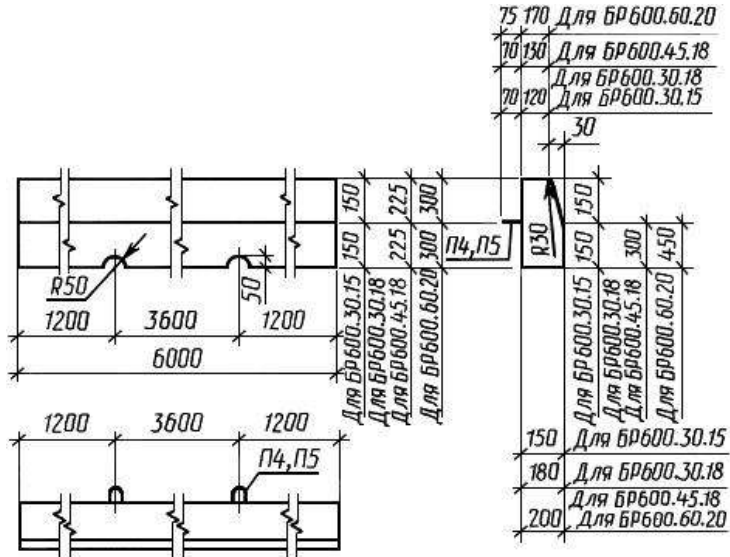 75 170 Для БР600.60.20
70 130 Для БР600.45.18
Для БР600.30.18
70 120 Для БР600.30.15
30
150 225 300
150
150 225 300
150 300 450
П4,П5
R30
R50
50
1200 3600 1200
6000
Для БР600.30.15
Для БР600.30.18
Для БР600.45.18
Для БР600.60.20
Для БР600.30.15
Для БР600.30.18
Для БР600.45.18
Для БР600.60.20
1200 3600 1200
П4,П5
150 Для БР600.30.15
180 Для БР600.30.18
Для БР600.45.18
200 Для БР600.60.20